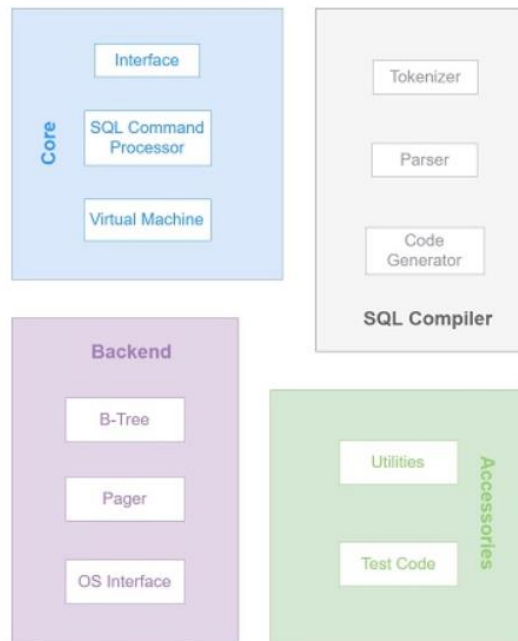 Core
Interface
SQL Command
Processor
Virtual Machine
Tokenizer
Parser
Code
Generator
SQL Compiler
Backend
B-Tree
Pager
OS Interface
Utilities
Test Code
Accessories